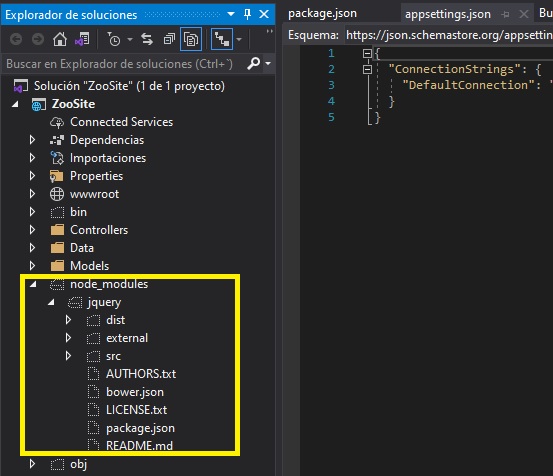 Explorador de soluciones
Buscar en Explorador de soluciones (Ctrl+´)
Solución "ZooSite" (1 de 1 proyecto)
ZooSite
Connected Services
Dependencias
Importaciones
Properties
wwwroot
bin
Controllers
Data
Models
node_modules
jquery
dist
external
src
AUTHORS.txt
bower.json
LICENSE.txt
package.json
README.md
obj
package.json appsettings.json Bu
Esquema: https://json.schemastore.org/appsettin
1 {
2 "ConnectionStrings": {
3 "DefaultConnection": "
4 }
5 }